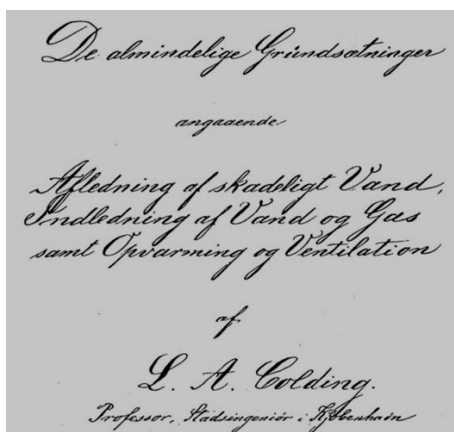 De almindelige Grundsætninger
angaaende
Afledning af skadeligt Vand,
Indledning af Vand og Gas
samt Opvarming og Ventilation
af
L. A. Colding.
Professor, Stadsingeniör i Kjøbenhavn